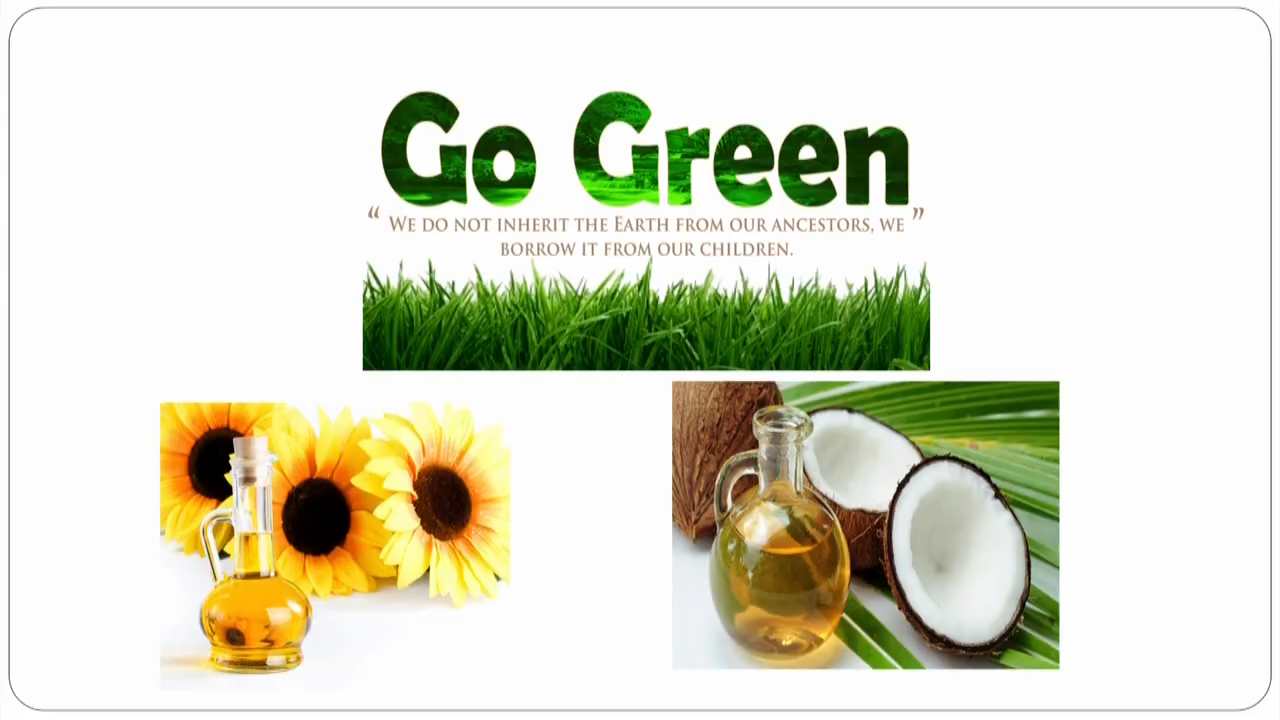 Go Green
“ We do not inherit the Earth from our ancestors, we ”
borrow it from our children.